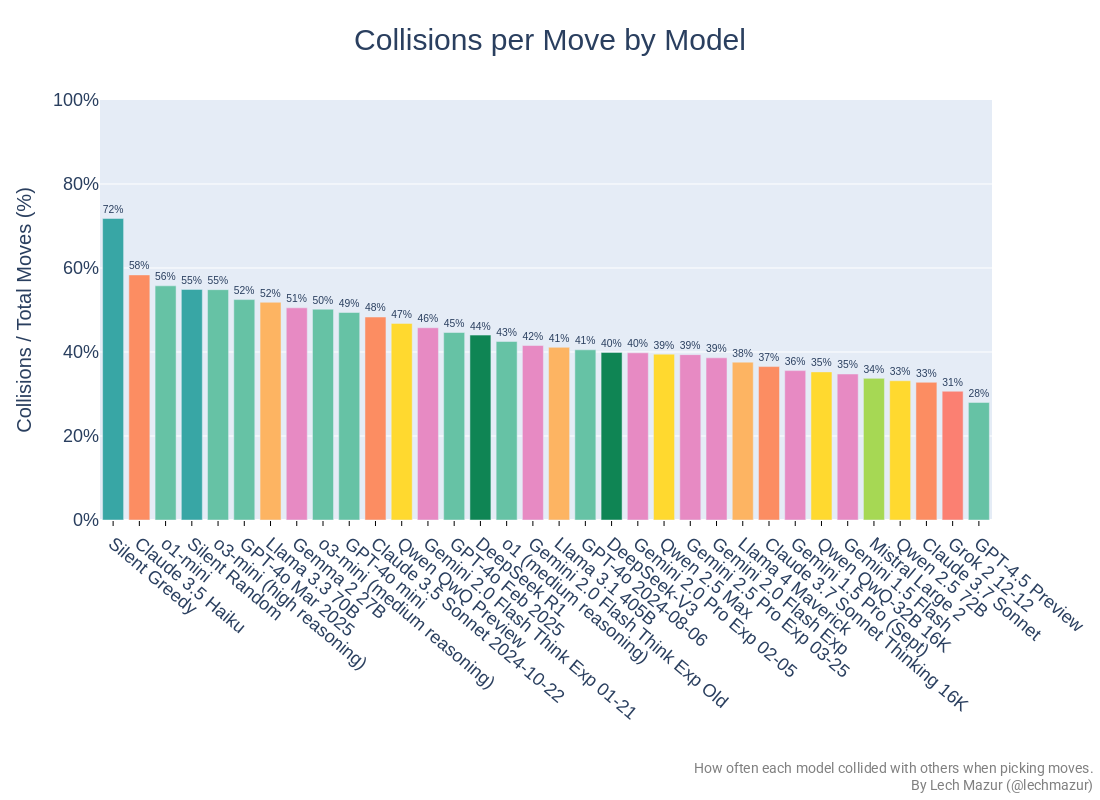 Collisions per Move by Model
Collisions / Total Moves (%)
100%
80%
60%
40%
20%
0%
72%
58%
56%
55%
55%
52%
52%
51%
50%
49%
48%
47%
46%
45%
44%
43%
42%
41%
41%
40%
40%
39%
39%
39%
38%
37%
36%
35%
35%
34%
33%
33%
31%
28%
Silent Greedy
Claude 3.5 Haiku
o1-mini
Silent Random
o3-mini (high reasoning)
GPT-4o Mar 2025
Llama 3.3 70B
Gemma 2 27B
o3-mini (medium reasoning)
GPT-4o mini
Claude 3.5 Sonnet 2024-10-22
Qwen QwQ Preview
Gemini 2.0 Flash Think Exp 01-21
GPT-4o Feb 2025
DeepSeek R1
o1 (medium reasoning)
Gemini 2.0 Flash Think Exp Old
Llama 3.1 405B
GPT-4o 2024-08-06
DeepSeek-V3
Gemini 2.0 Pro Exp 02-05
Qwen 2.5 Max
Gemini 2.5 Pro Exp 03-25
Gemini 2.0 Flash Exp
Llama 4 Maverick
Claude 3.7 Sonnet Thinking 16K
Gemini 1.5 Pro (Sept)
Qwen QwQ-32B 16K
Gemini 1.5 Flash
Mistral Large 2
Qwen 2.5 72B
Claude 3.7 Sonnet
Grok 2 12-12
GPT-4.5 Preview
How often each model collided with others when picking moves.
By Lech Mazur (@lechmazur)